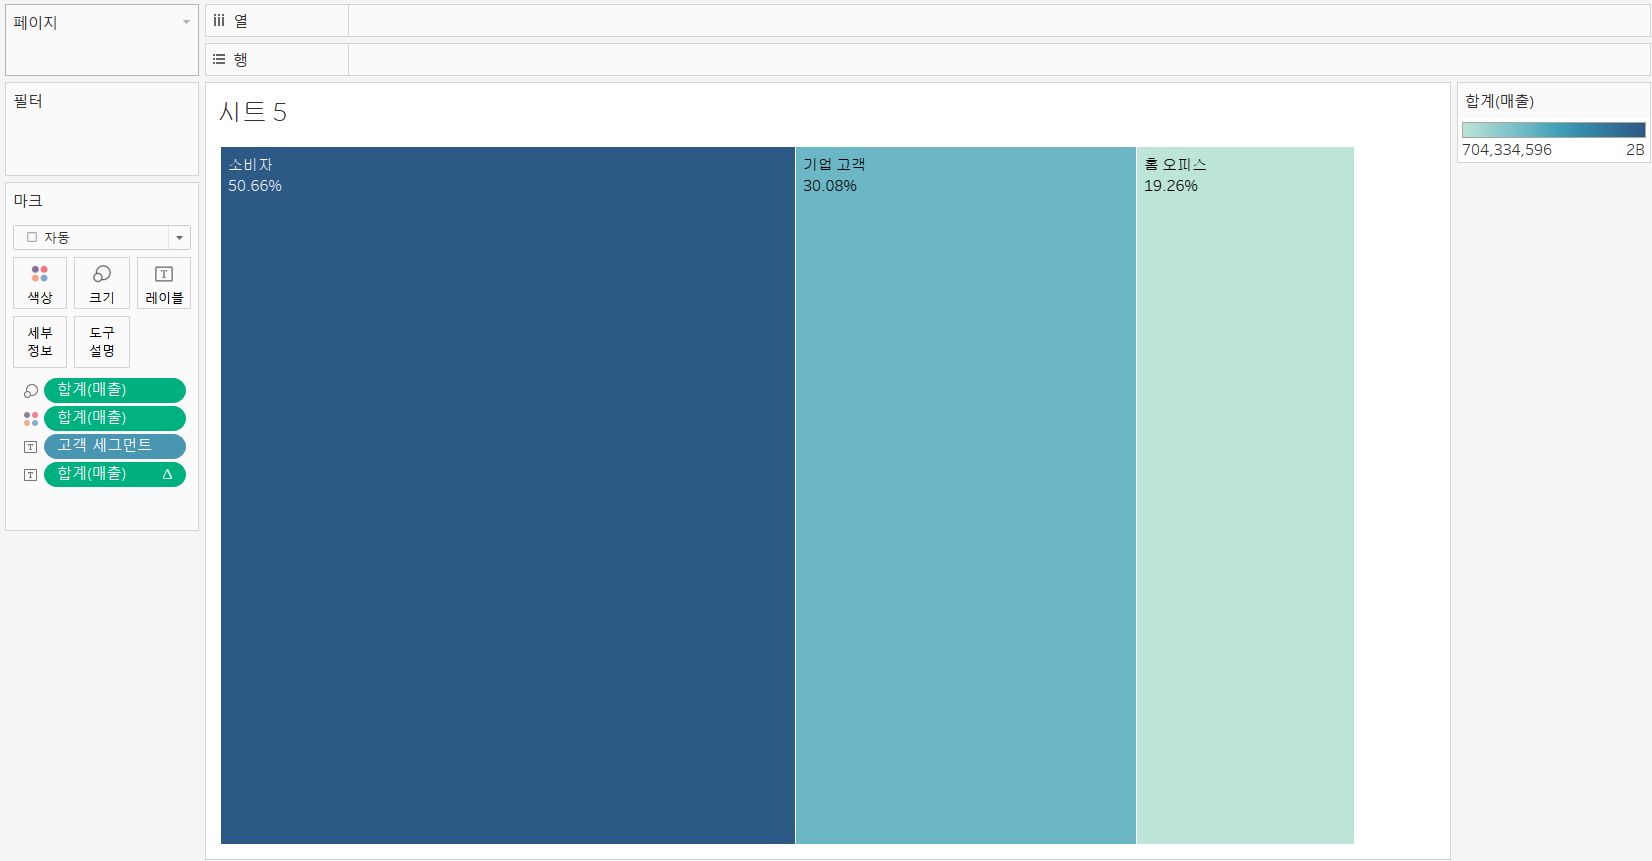 페이지
열
행
필터
마크
자동
색상
크기
레이블
세부
정보
도구
설명
합계(매출)
합계(매출)
고객 세그먼트
합계(매출) Δ
시트 5
소비자
50.66%
기업 고객
30.08%
홈 오피스
19.26%
합계(매출)
704,334,596 2B